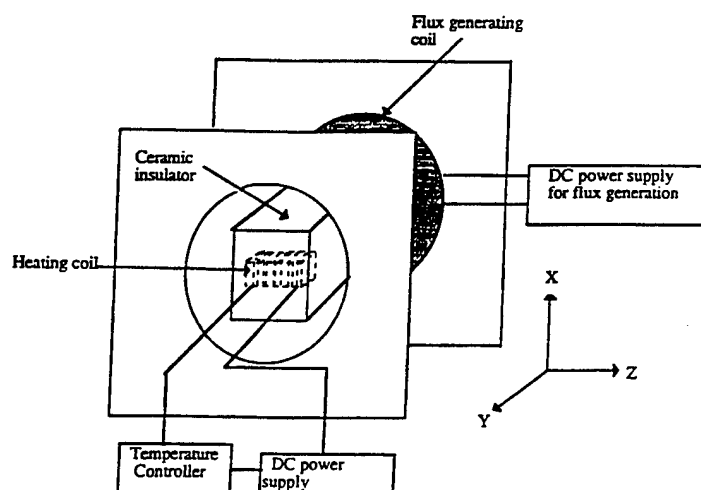 Flux generating
coil
Ceramic
insulator
DC power supply
for flux generation
Heating coil
X
Z
Y
Temperature
Controller
DC power
supply